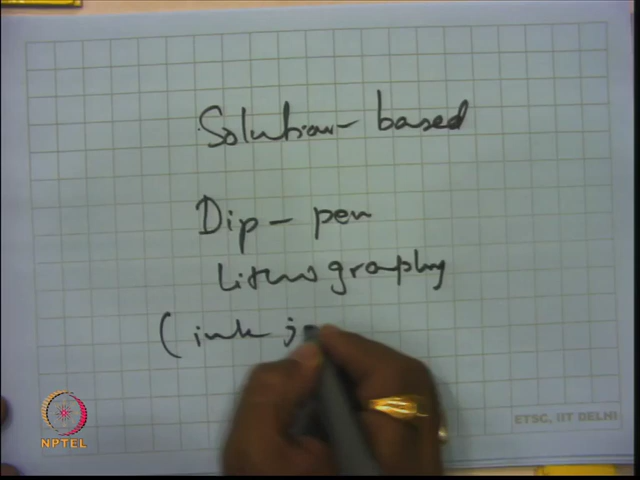 Solution-based
Dip-pen
Lithography
(ink j
ETSC, IIT DELHI
NPTEL